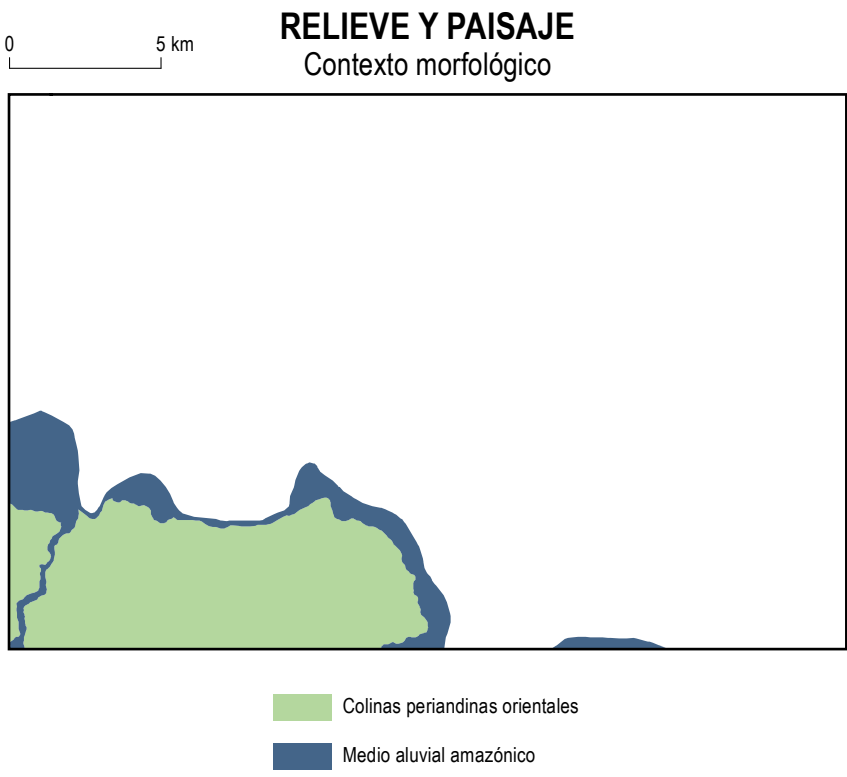 RELIEVE Y PAISAJE
Contexto morfológico
0 5 km
Colinas periandinas orientales
Medio aluvial amazónico